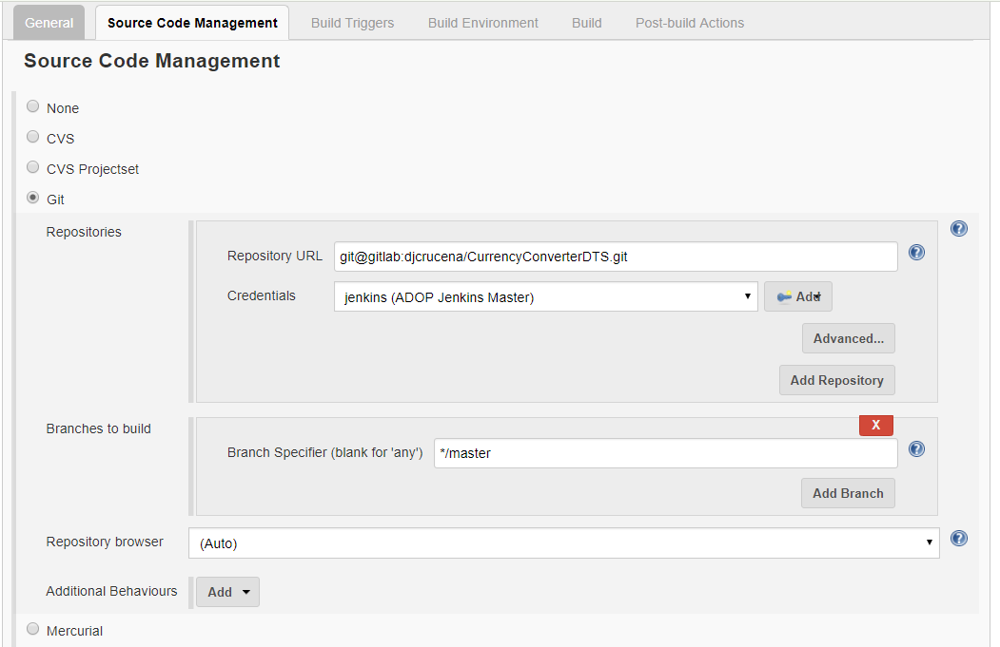 General Source Code Management Build Triggers Build Environment Build Post-build Actions
Source Code Management
None
CVS
CVS Projectset
Git
Repositories
Repository URL git@gitlab:djcrucena/CurrencyConverterDTS.git
Credentials jenkins (ADOP Jenkins Master) Add
Advanced...
Add Repository
Branches to build
X
Branch Specifier (blank for 'any') */master
Add Branch
Repository browser (Auto)
Additional Behaviours Add
Mercurial